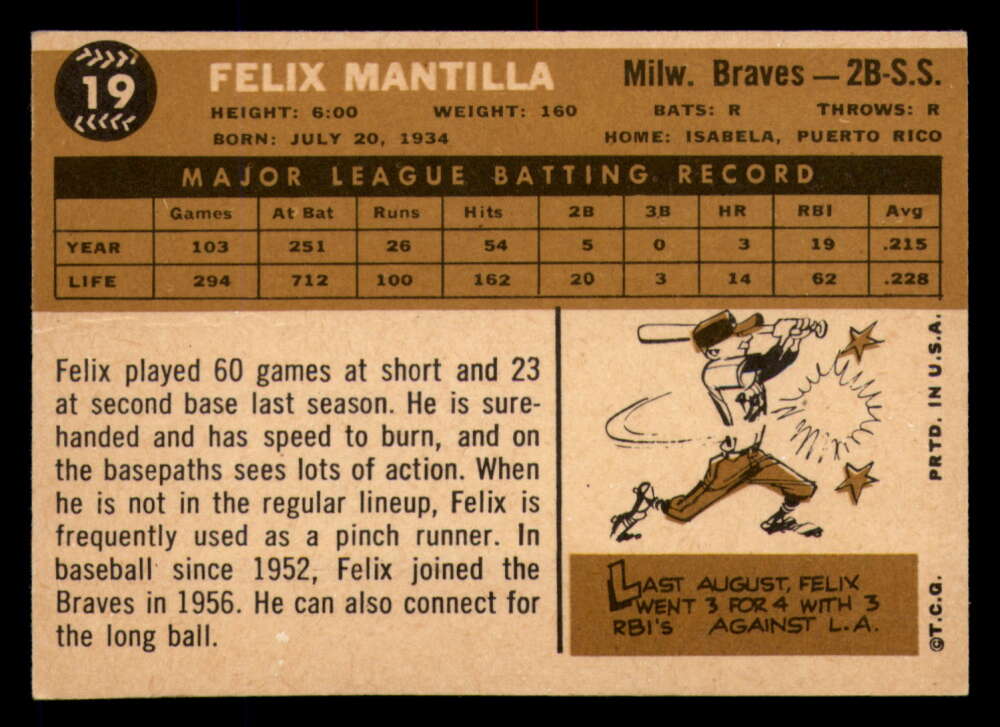 19
FELIX MANTILLA
Milw. Braves — 2B-S.S.
HEIGHT: 6:00 WEIGHT: 160 BATS: R THROWS: R
BORN: JULY 20, 1934 HOME: ISABELA, PUERTO RICO
MAJOR LEAGUE BATTING RECORD
Games At Bat Runs Hits 2B 3B HR RBI Avg
YEAR 103 251 26 54 5 0 3 19 .215
LIFE 294 712 100 162 20 3 14 62 .228
Felix played 60 games at short and 23
at second base last season. He is sure-
handed and has speed to burn, and on
the basepaths sees lots of action. When
he is not in the regular lineup, Felix is
frequently used as a pinch runner. In
baseball since 1952, Felix joined the
Braves in 1956. He can also connect for
the long ball.
LAST AUGUST, FELIX
WENT 3 FOR 4 WITH 3
RBI'S AGAINST L.A.
©T.C.G. PRTD. IN U.S.A.